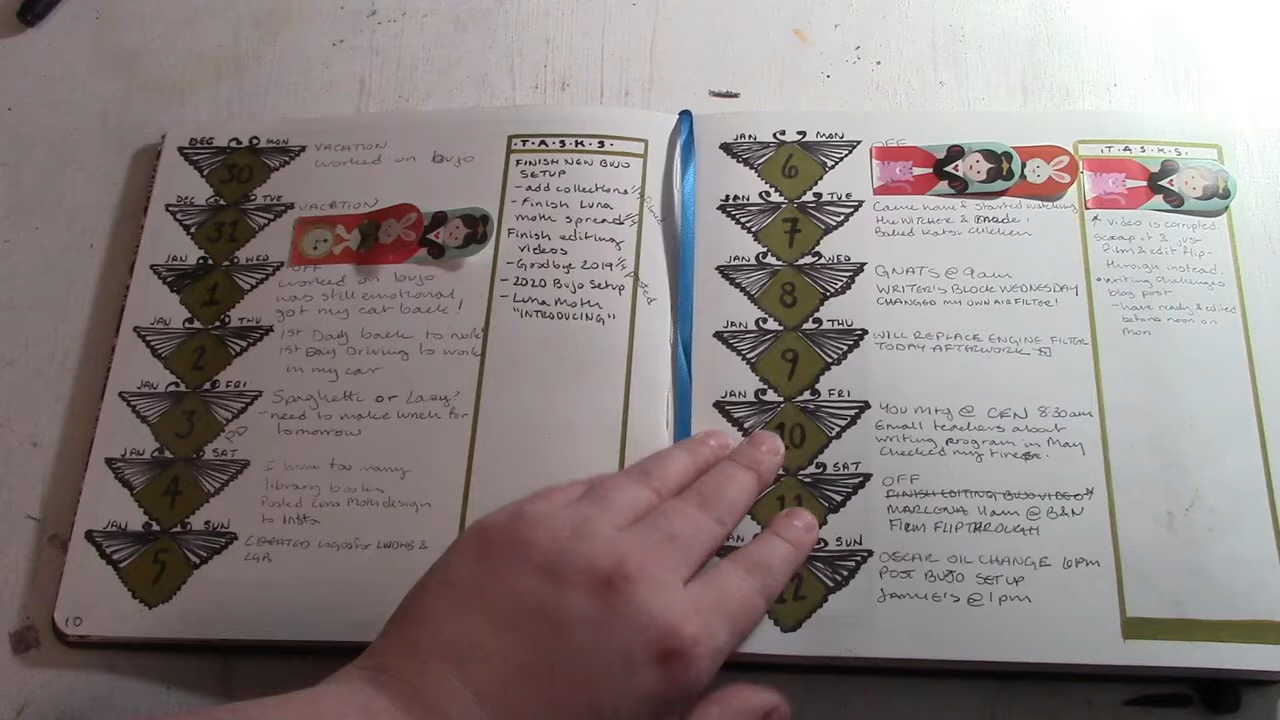 DEC MON
30
VACATION
worked on bujo
DEC TUE
31
VACATION
JAN WED
1
OFF
worked on bujo
was still emotional
got my car back!
JAN THU
2
1st Day back to work
1st Day Driving to work
in my car
JAN FRI
3
Spaghetti or Lazy?
- need to make lunch for
tomorrow
JAN SAT
4
I have too many
library books
Posted Luna Moth design
to Insta
JAN SUN
5
CREATED Logos for LWDHB &
LGB
10
T.A.S.K.S.
FINISH NEW BUJO
SETUP
- add collections
- Finish Luna
moth spread
Finish editing
videos
- Goodbye 2019
- 2020 Bujo Setup
- Luna Moth
"INTRODUCING"
filmed
posted
JAN MON
6
OFF
JAN TUE
7
Came home & started watching
the WITCHER & made
Baked Katsu Chicken
JAN WED
8
GNATS @ 9am
WRITER'S BLOCK WEDNESDAY
CHANGED MY OWN AIR FILTER!
JAN THU
9
WILL REPLACE ENGINE FILTER
TODAY AFTERWORK
JAN FRI
10
You mtg @ CFN 8:30am
Email teachers about
writing program in May
Checked my tires.
SAT
11
OFF
FINISH EDITING BUJO VIDEO*
MARLENA 11am @ B&N
FILM FLIPTHROUGH
SUN
12
OSCAR OIL CHANGE 6pm
POST BUJO SETUP
Jamie's @ 1pm
T.A.S.K.S.
* video is corrupted.
scrap it & just
film & edit flip-
through instead.
• writing challenges
blog post
- have ready & edited
before noon on
Mon